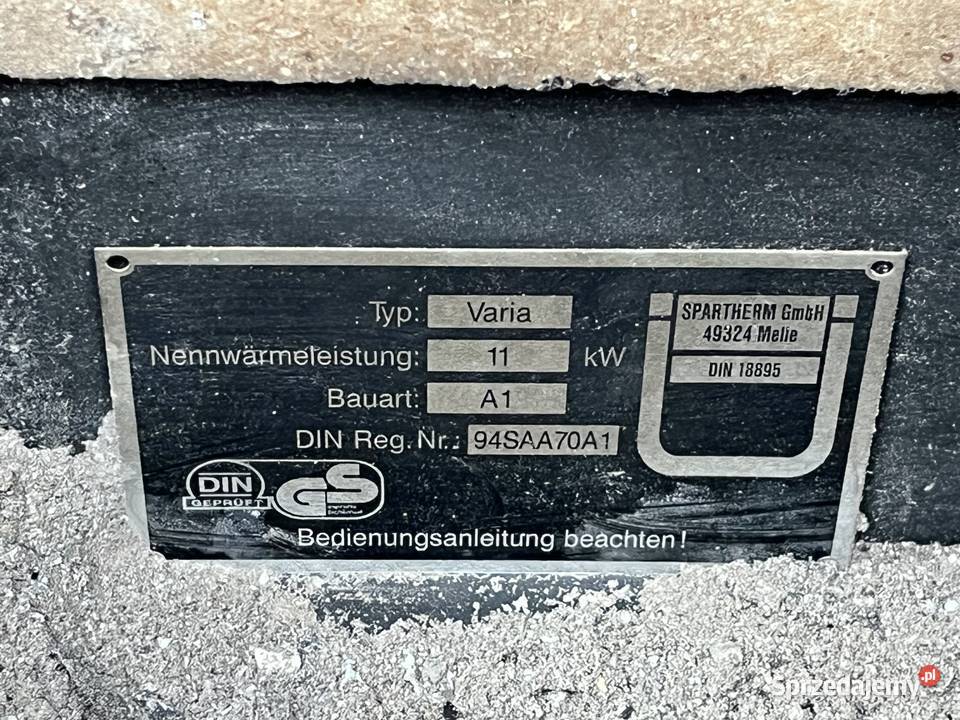 Typ: Varia
Nennwärmeleistung: 11 kW
Bauart: A1
DIN Reg.Nr.: 94SAA70A1
SPARTHERM GmbH
49324 Melle
DIN 18895
DIN
GEPRÜFT
GS
Bedienungsanleitung beachten!
Sprzedajemy.pl